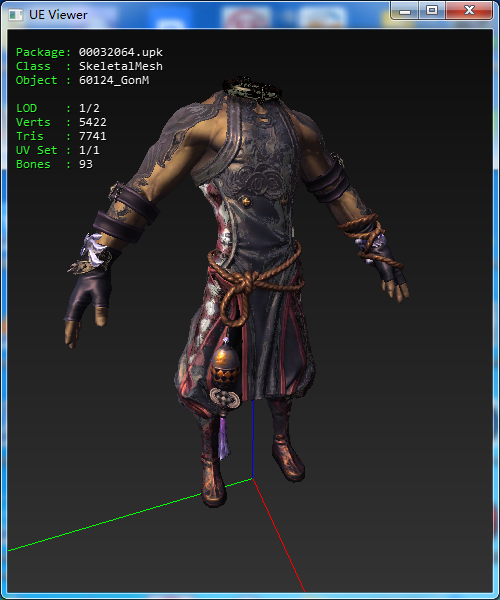 UE Viewer
Package: 00032064.upk
Class : SkeletalMesh
Object : 60124_GonM
LOD : 1/2
Verts : 5422
Tris : 7741
UV Set : 1/1
Bones : 93